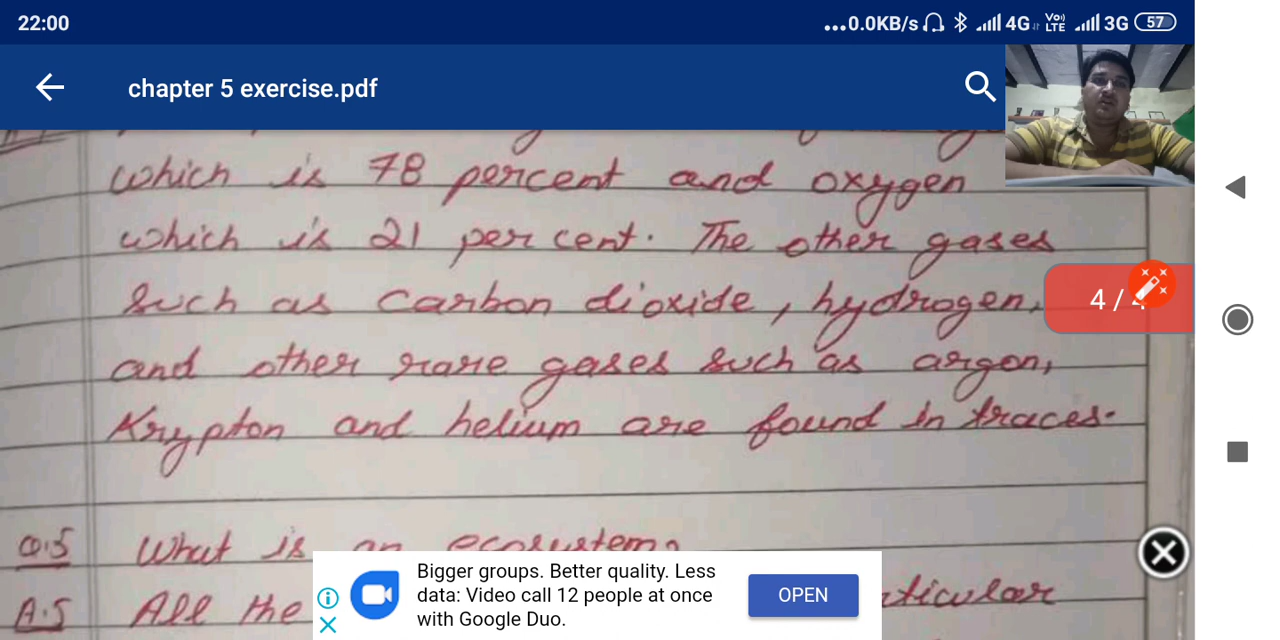 22:00
...0.0KB/s 4G Vo) LTE 3G 57
chapter 5 exercise.pdf
which is 78 percent and oxygen
which is 21 per cent. The other gases
such as Carbon dioxide, hydrogen,
4 / 4
and other rare gases such as argon,
Krypton and helium are found in traces.
Q.5 What is an ecosystem?
A.5 All the
Bigger groups. Better quality. Less
data: Video call 12 people at once
with Google Duo.
OPEN